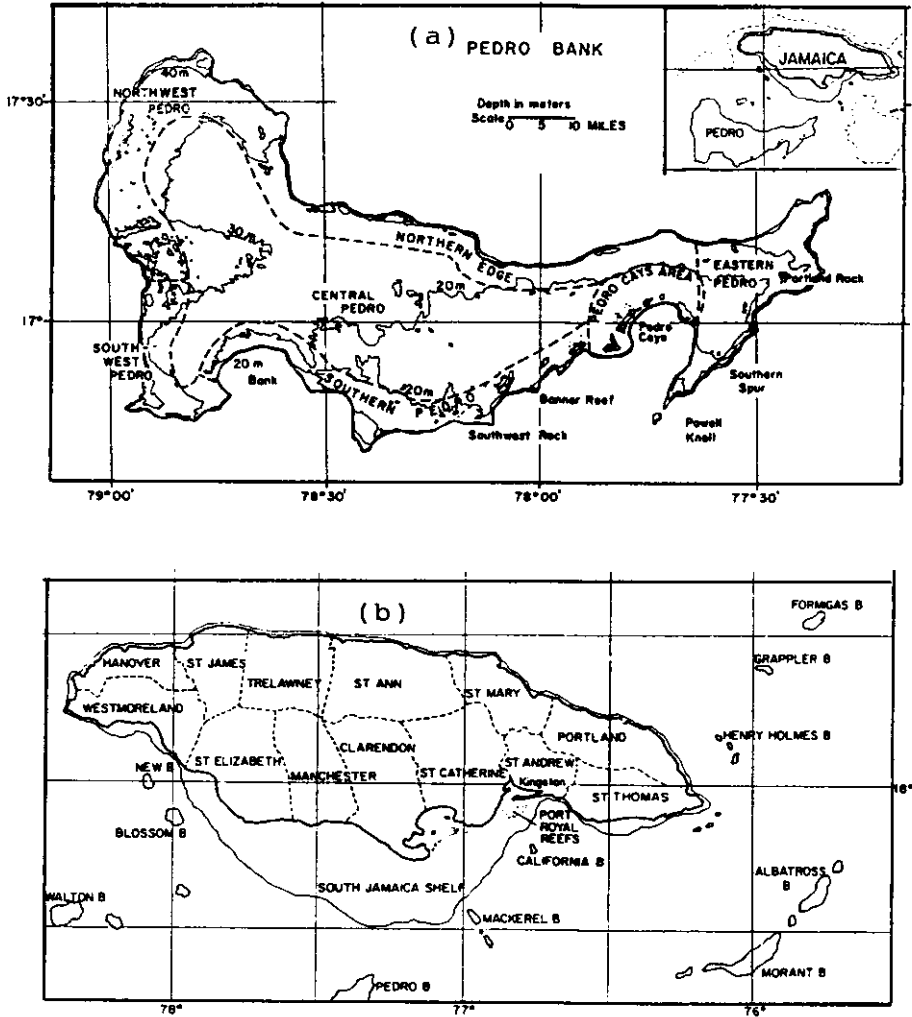 (a)
PEDRO BANK
JAMAICA
PEDRO
Depth in meters
Scale 0 5 10 MILES
40m
17°30'
NORTHWEST
PEDRO
30m
NORTHERN
EDGE
20m
CENTRAL
PEDRO
PEDRO CAYS AREA
EASTERN
PEDRO
Portland Rock
17°
SOUTH
WEST
PEDRO
20m
Bank
Pedro
Cays
SOUTHERN
PEDRO
20m
Southern
Spur
Banner Reef
Powell
Knoll
Southwest Rock
79°00'
78°30'
78°00'
77°30'
(b)
FORMIGAS B
GRAPPLER B
HENRY HOLMES B
HANOVER
ST JAMES
TRELAWNEY
ST ANN
ST MARY
WESTMORELAND
PORTLAND
ST ELIZABETH
MANCHESTER
CLARENDON
ST CATHERINE
ST ANDREW
Kingston
ST THOMAS
NEW B
18°
BLOSSOM B
PORT
ROYAL
REEFS
CALIFORNIA B
ALBATROSS
B
SOUTH JAMAICA SHELF
WALTON B
MACKEREL B
PEDRO B
MORANT B
78°
77°
76°